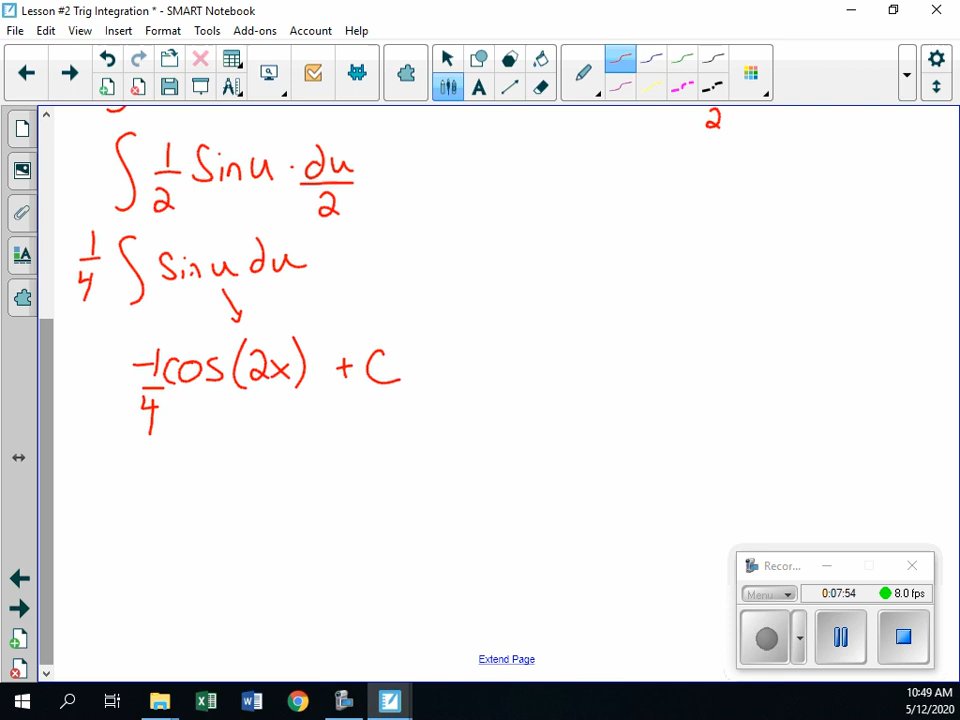 Lesson #2 Trig Integration * - SMART Notebook
File Edit View Insert Format Tools Add-ons Account Help
2
∫ 1/2 Sin u · du/2
1/4 ∫ sin u du
-1/4 cos(2x) + C
Recor...
Menu
0:07:54
8.0 fps
Extend Page
10:49 AM
5/12/2020